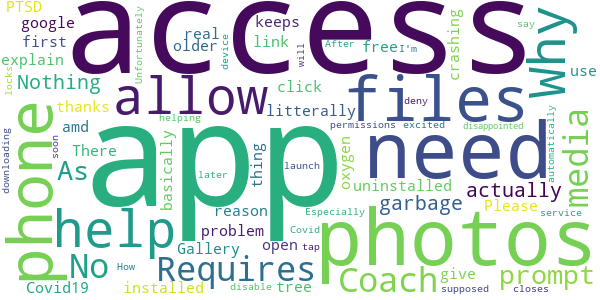 PTSD
google
keeps
real
older
first
link
explain
Unfortunately
device
After
will
free
I'm
access
crashing
say
Why
Nothing
click
use
locks
thanks
allow
litterally
files
deny
helping
permissions
excited
disappointed
automatically
phone
amd
There
basically
thing
app
launch
oxygen
need
media
downloading
soon
As
help
reason
later
uninstalled
actually
garbage
Please
problem
Especially
service
No
Gallery
open
Covid
tap
photos
Requires
Coach
give
prompt
Covid19
installed
How
disable
tree
supposed
closes